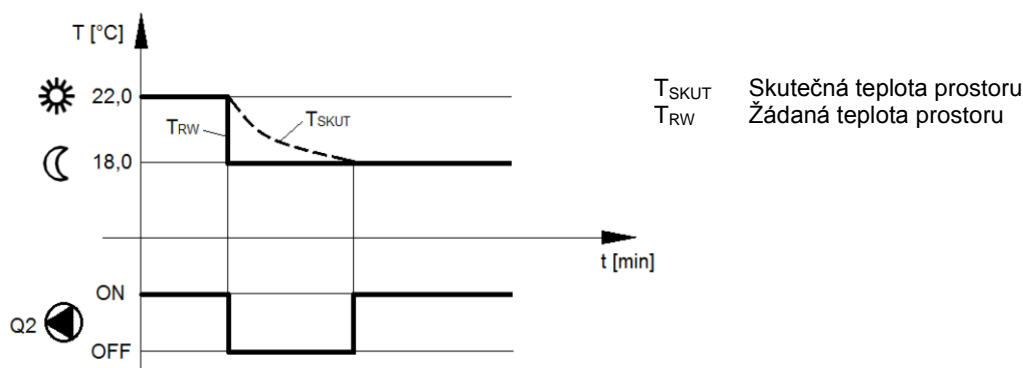 T [°C]
22,0
TRW
TSKUT
18,0
t [min]
ON
Q2
OFF
TSKUT Skutečná teplota prostoru
TRW Žádaná teplota prostoru